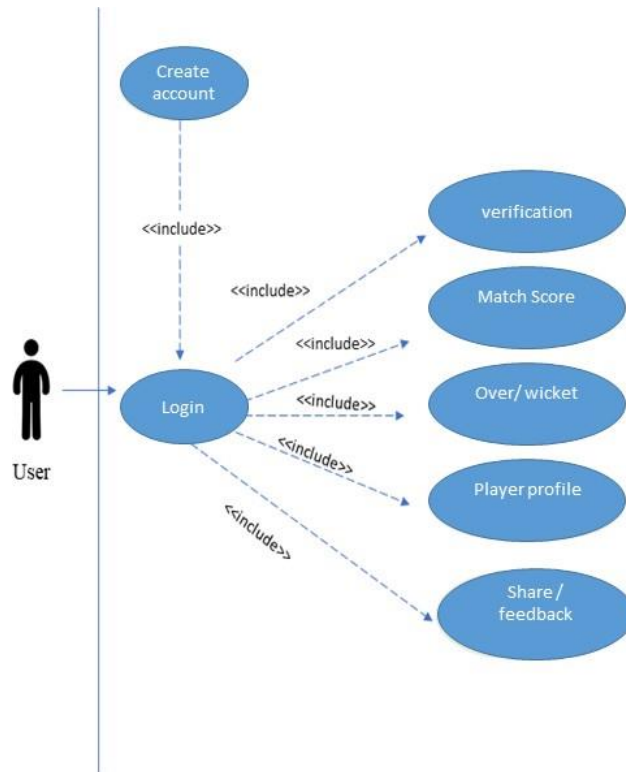 Create
account
<<include>>
verification
<<include>>
Match Score
<<include>>
Login
<<include>>
Over/ wicket
User
<<include>>
Player profile
<<include>>
Share /
feedback